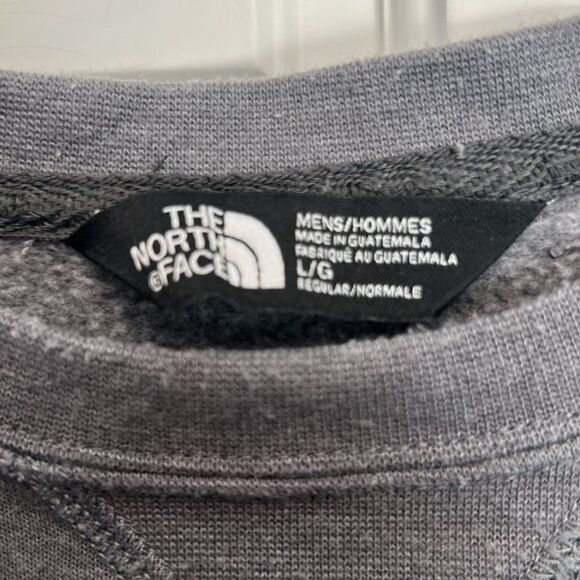 THE
NORTH
FACE
MENS/HOMMES
MADE IN GUATEMALA
FABRIQUÉ AU GUATEMALA
L/G
REGULAR/NORMALE